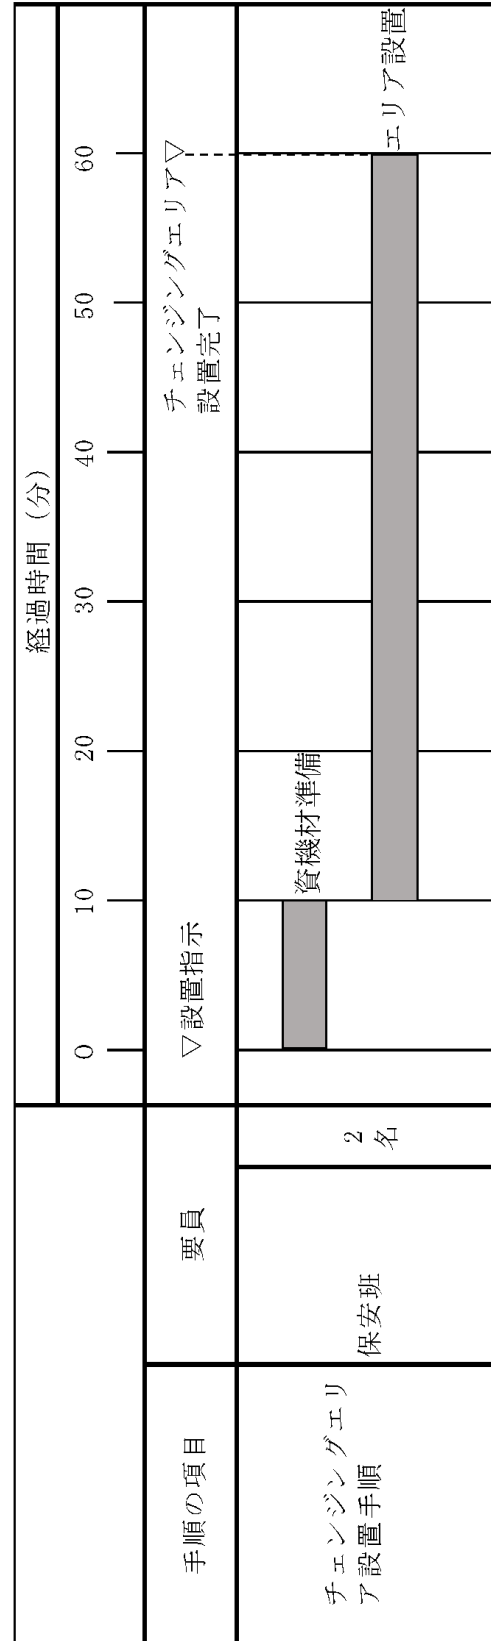 経過時間（分）
0 10 20 30 40 50 60
手順の項目
要員
▽設置指示
チェンジングエリア▽
設置完了
チェンジングエリ
ア設置手順
保安班
2
名
資機材準備
エリア設置